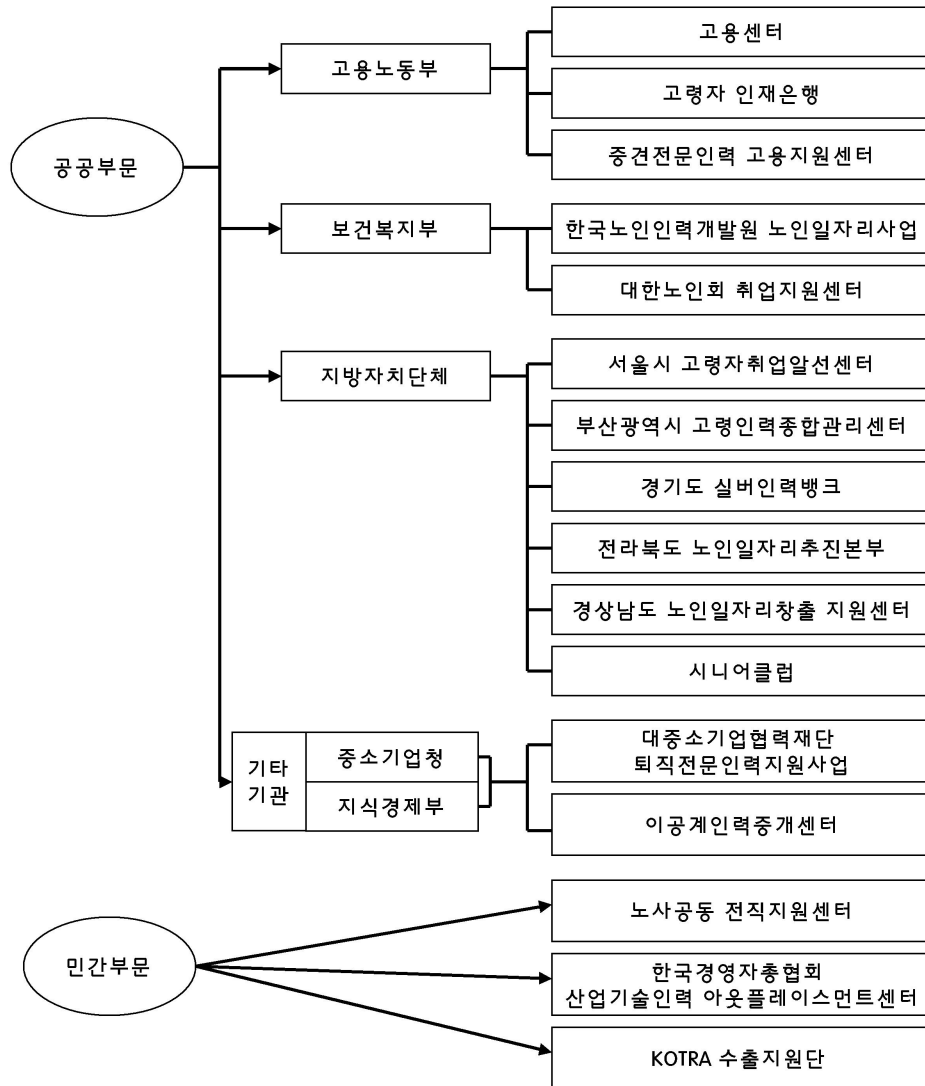 공공부문
고용노동부
고용센터
고령자 인재은행
중견전문인력 고용지원센터
보건복지부
한국노인인력개발원 노인일자리사업
대한노인회 취업지원센터
지방자치단체
서울시 고령자취업알선센터
부산광역시 고령인력종합관리센터
경기도 실버인력뱅크
전라북도 노인일자리추진본부
경상남도 노인일자리창출 지원센터
시니어클럽
기타
기관
중소기업청
지식경제부
대중소기업협력재단
퇴직전문인력지원사업
이공계인력중개센터
민간부문
노사공동 전직지원센터
한국경영자총협회
산업기술인력 아웃플레이스먼트센터
KOTRA 수출지원단